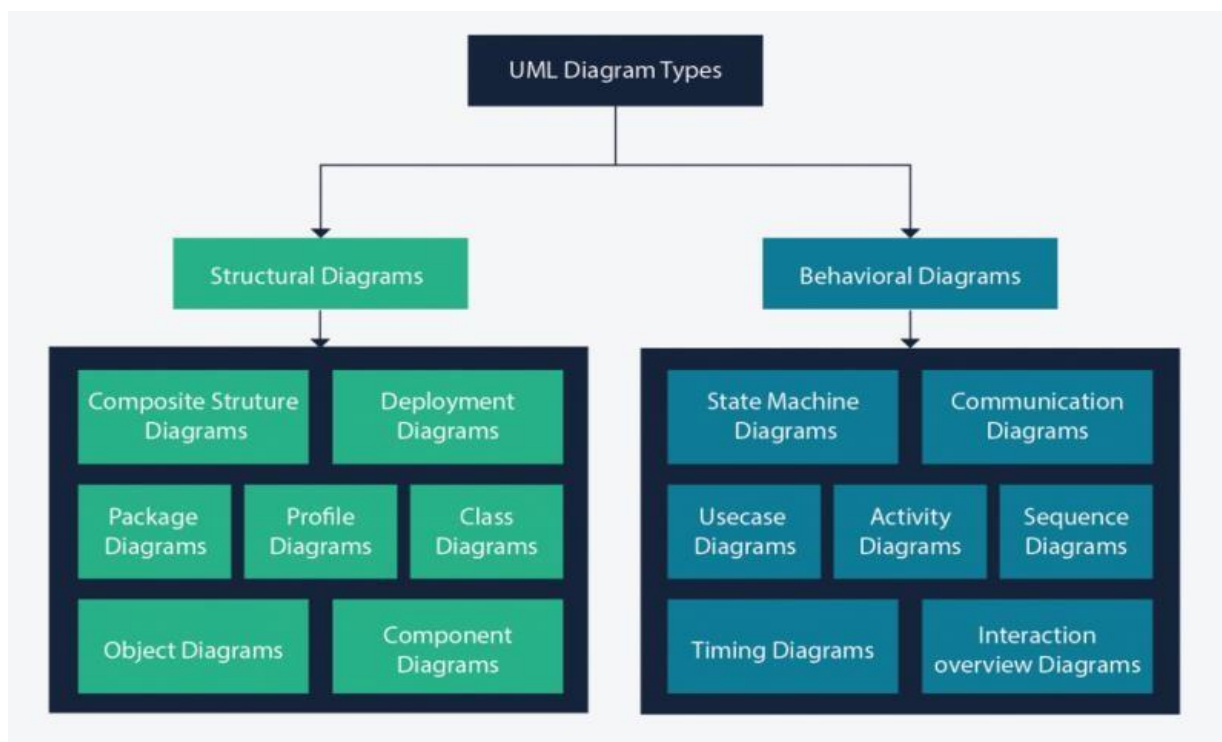 UML Diagram Types
Structural Diagrams
Behavioral Diagrams
Composite Struture
Diagrams
Deployment
Diagrams
Package
Diagrams
Profile
Diagrams
Class
Diagrams
Object Diagrams
Component
Diagrams
State Machine
Diagrams
Communication
Diagrams
Usecase
Diagrams
Activity
Diagrams
Sequence
Diagrams
Timing Diagrams
Interaction
overview Diagrams